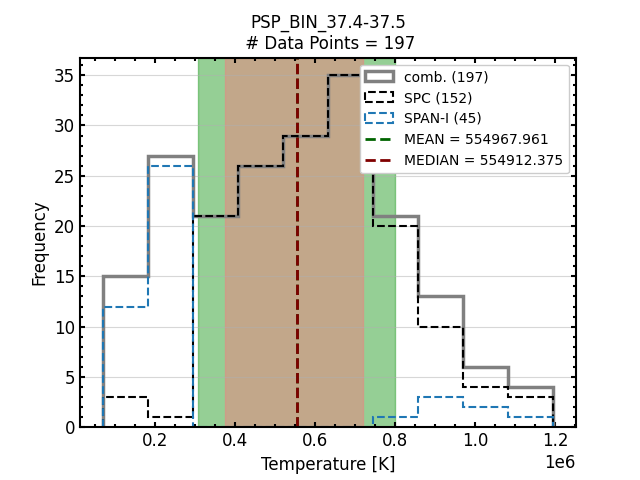 PSP_BIN_37.4-37.5
# Data Points = 197
comb. (197)
SPC (152)
SPAN-I (45)
MEAN = 554967.961
MEDIAN = 554912.375
Frequency
35
30
25
20
15
10
5
0
0.2 0.4 0.6 0.8 1.0 1.2
1e6
Temperature [K]